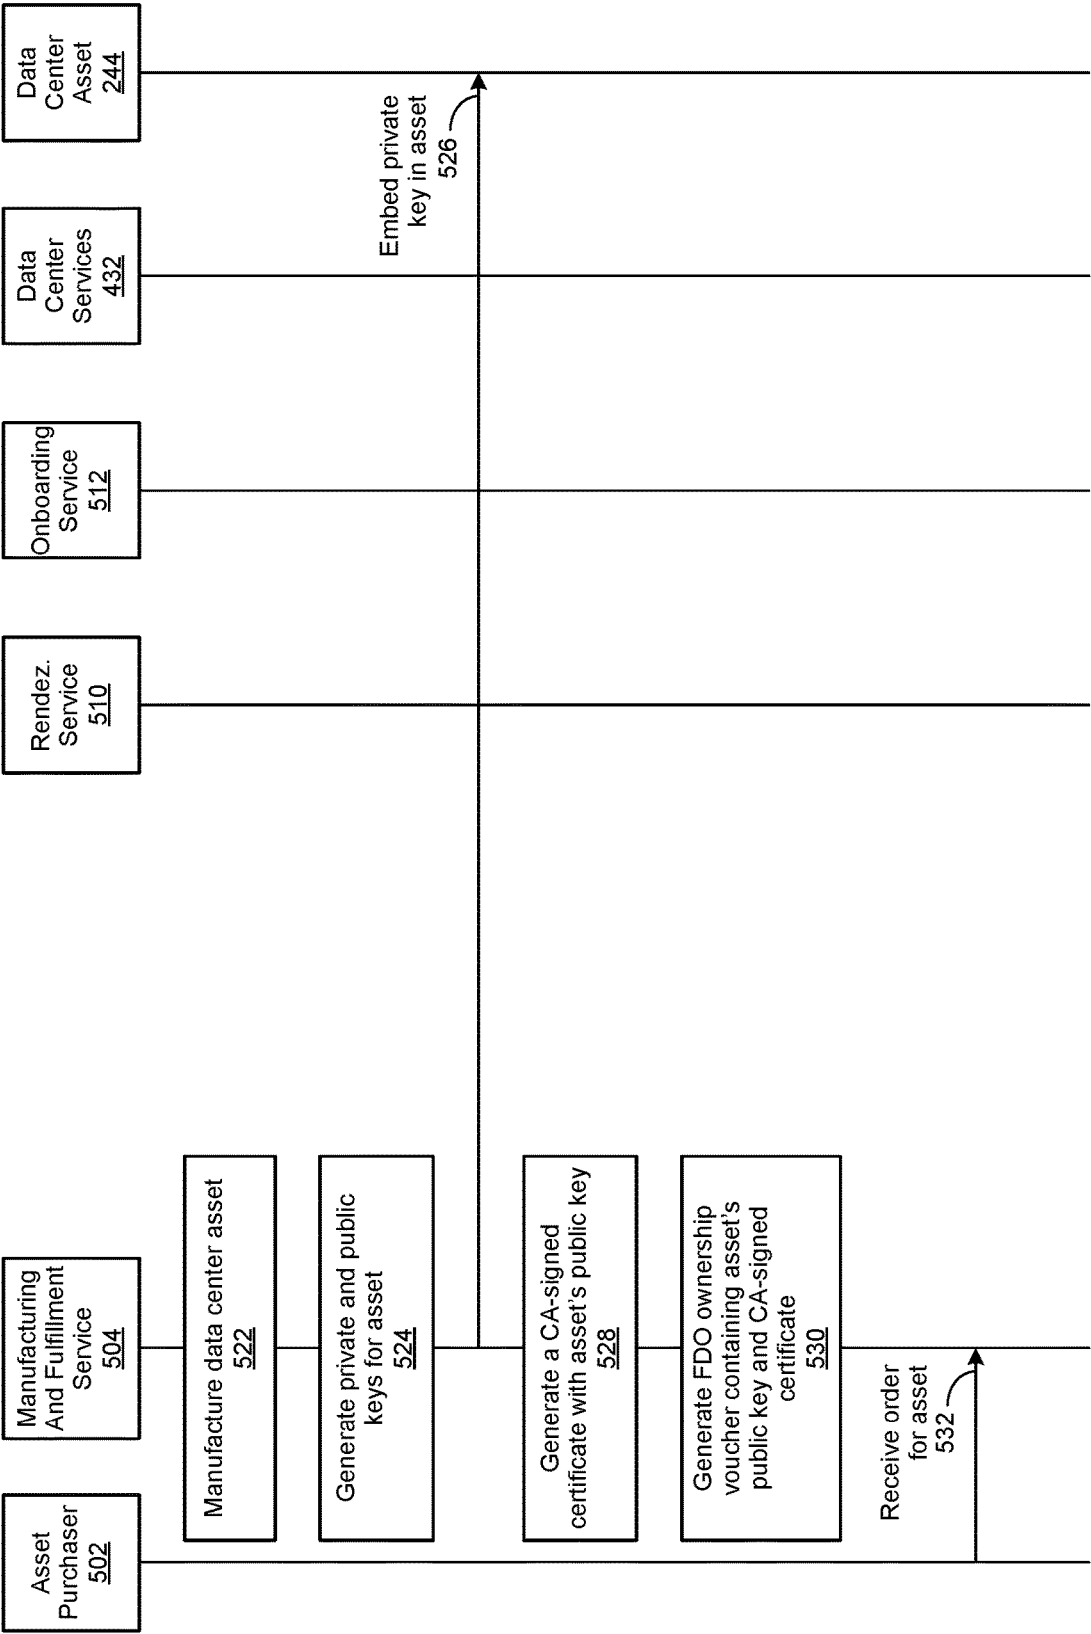 Asset
Purchaser
502
Manufacturing
And Fulfillment
Service
504
Rendez.
Service
510
Onboarding
Service
512
Data
Center
Services
432
Data
Center
Asset
244
Manufacture data center asset
522
Generate private and public
keys for asset
524
Embed private
key in asset
526
Generate a CA-signed
certificate with asset's public key
528
Generate FDO ownership
voucher containing asset's
public key and CA-signed
certificate
530
Receive order
for asset
532